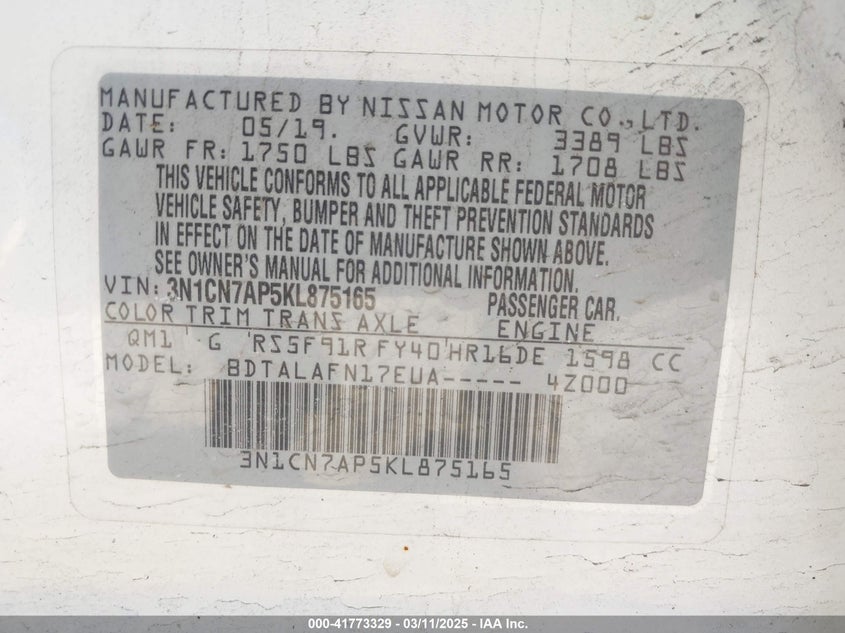 MANUFACTURED BY NISSAN MOTOR CO., LTD.
DATE: 05/19. GVWR: 3389 LBS
GAWR FR: 1750 LBS GAWR RR: 1708 LBS
THIS VEHICLE CONFORMS TO ALL APPLICABLE FEDERAL MOTOR
VEHICLE SAFETY, BUMPER AND THEFT PREVENTION STANDARDS
IN EFFECT ON THE DATE OF MANUFACTURE SHOWN ABOVE.
SEE OWNER'S MANUAL FOR ADDITIONAL INFORMATION.
VIN: 3N1CN7AP5KL875165 PASSENGER CAR.
COLOR TRIM TRANS AXLE ENGINE
QM1 G RS5F91R FY40 HR16DE 1598 CC
MODEL: BDTALAFN17EUA----- 4Z000
3N1CN7AP5KL875165
000-41773329 - 03/11/2025 - IAA Inc.